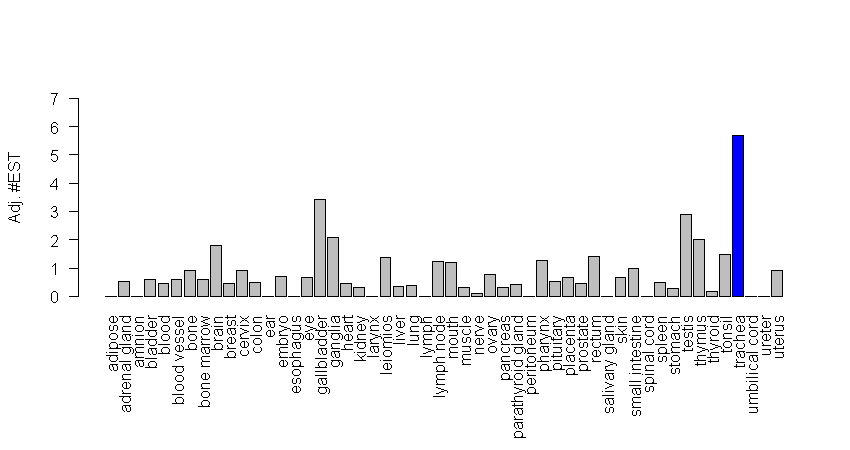 Adj. #EST
7
6
5
4
3
2
1
0
adipose
adrenal gland
amnion
bladder
blood
blood vessel
bone
bone marrow
brain
breast
cervix
colon
ear
embryo
esophagus
eye
gallbladder
ganglia
heart
kidney
larynx
leiomios
liver
lung
lymph
lymph node
mouth
muscle
nerve
ovary
pancreas
parathyroid gland
peritoneum
pharynx
pituitary
placenta
prostate
rectum
salivary gland
skin
small intestine
spinal cord
spleen
stomach
testis
thymus
thyroid
tonsil
trachea
umbilical cord
ureter
uterus